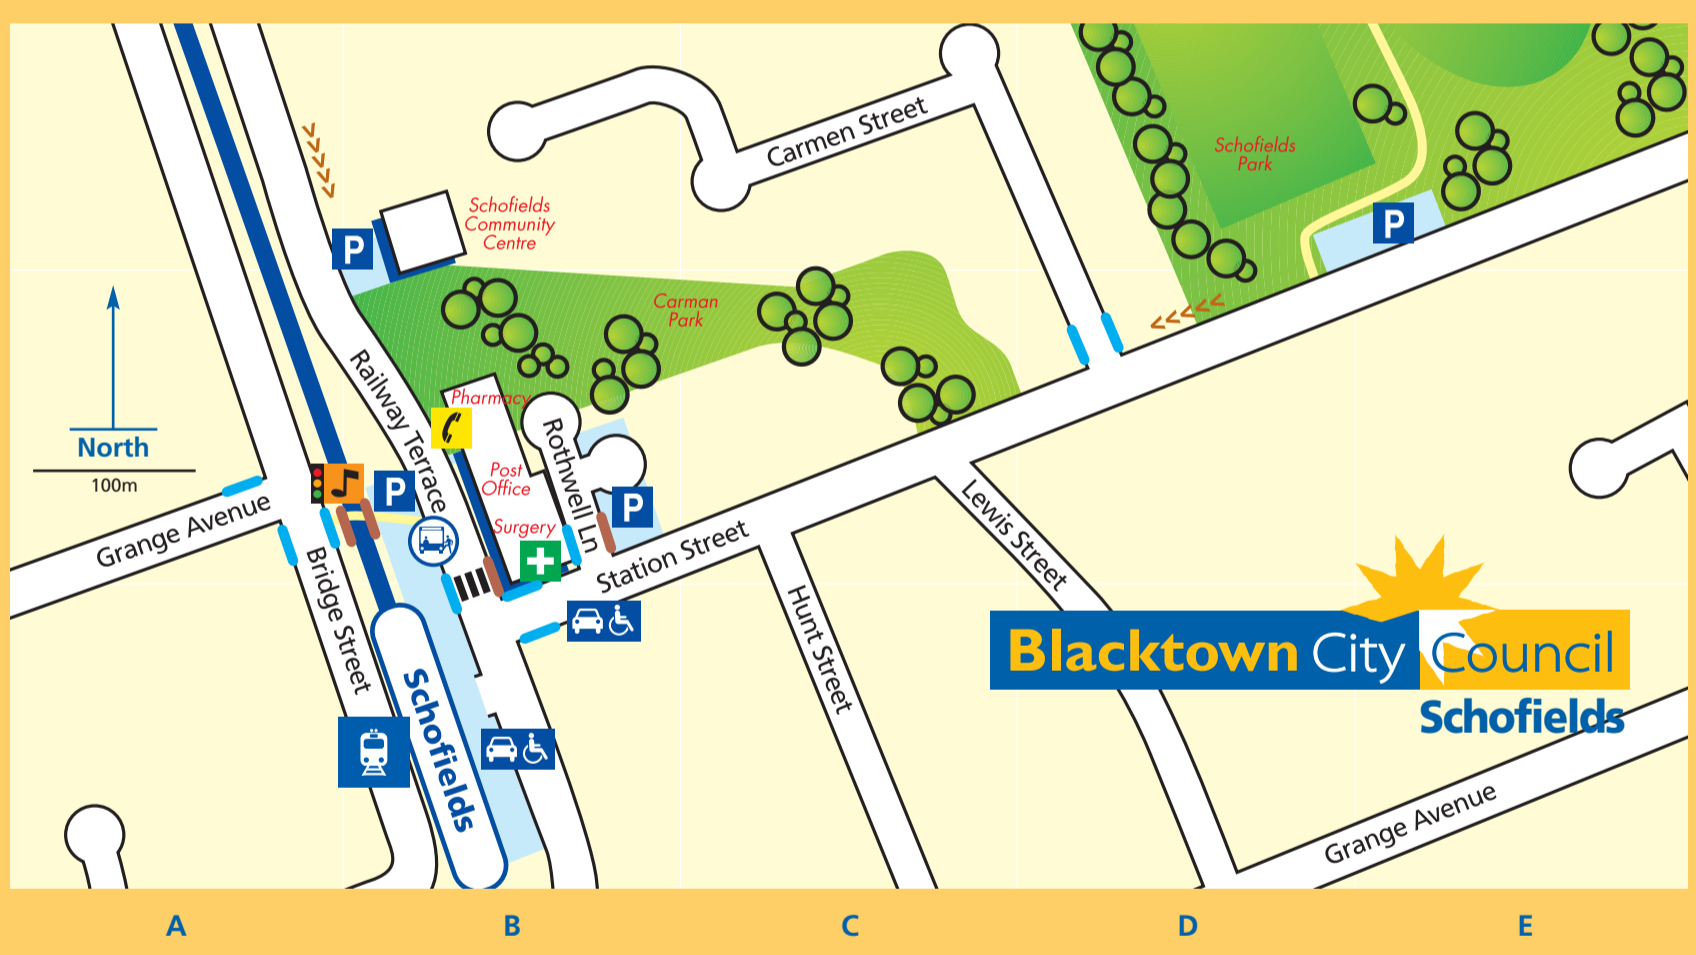 Carmen Street
Schofields
Park
Schofields
Community
Centre
P
P
Carman
Park
North
100m
Railway Terrace
Pharmacy
Rothwell Ln
Post
Office
Surgery
P
P
Grange Avenue
Bridge Street
Station Street
Lewis Street
Hunt Street
Blacktown City Council
Schofields
Schofields
Grange Avenue
A B C D E